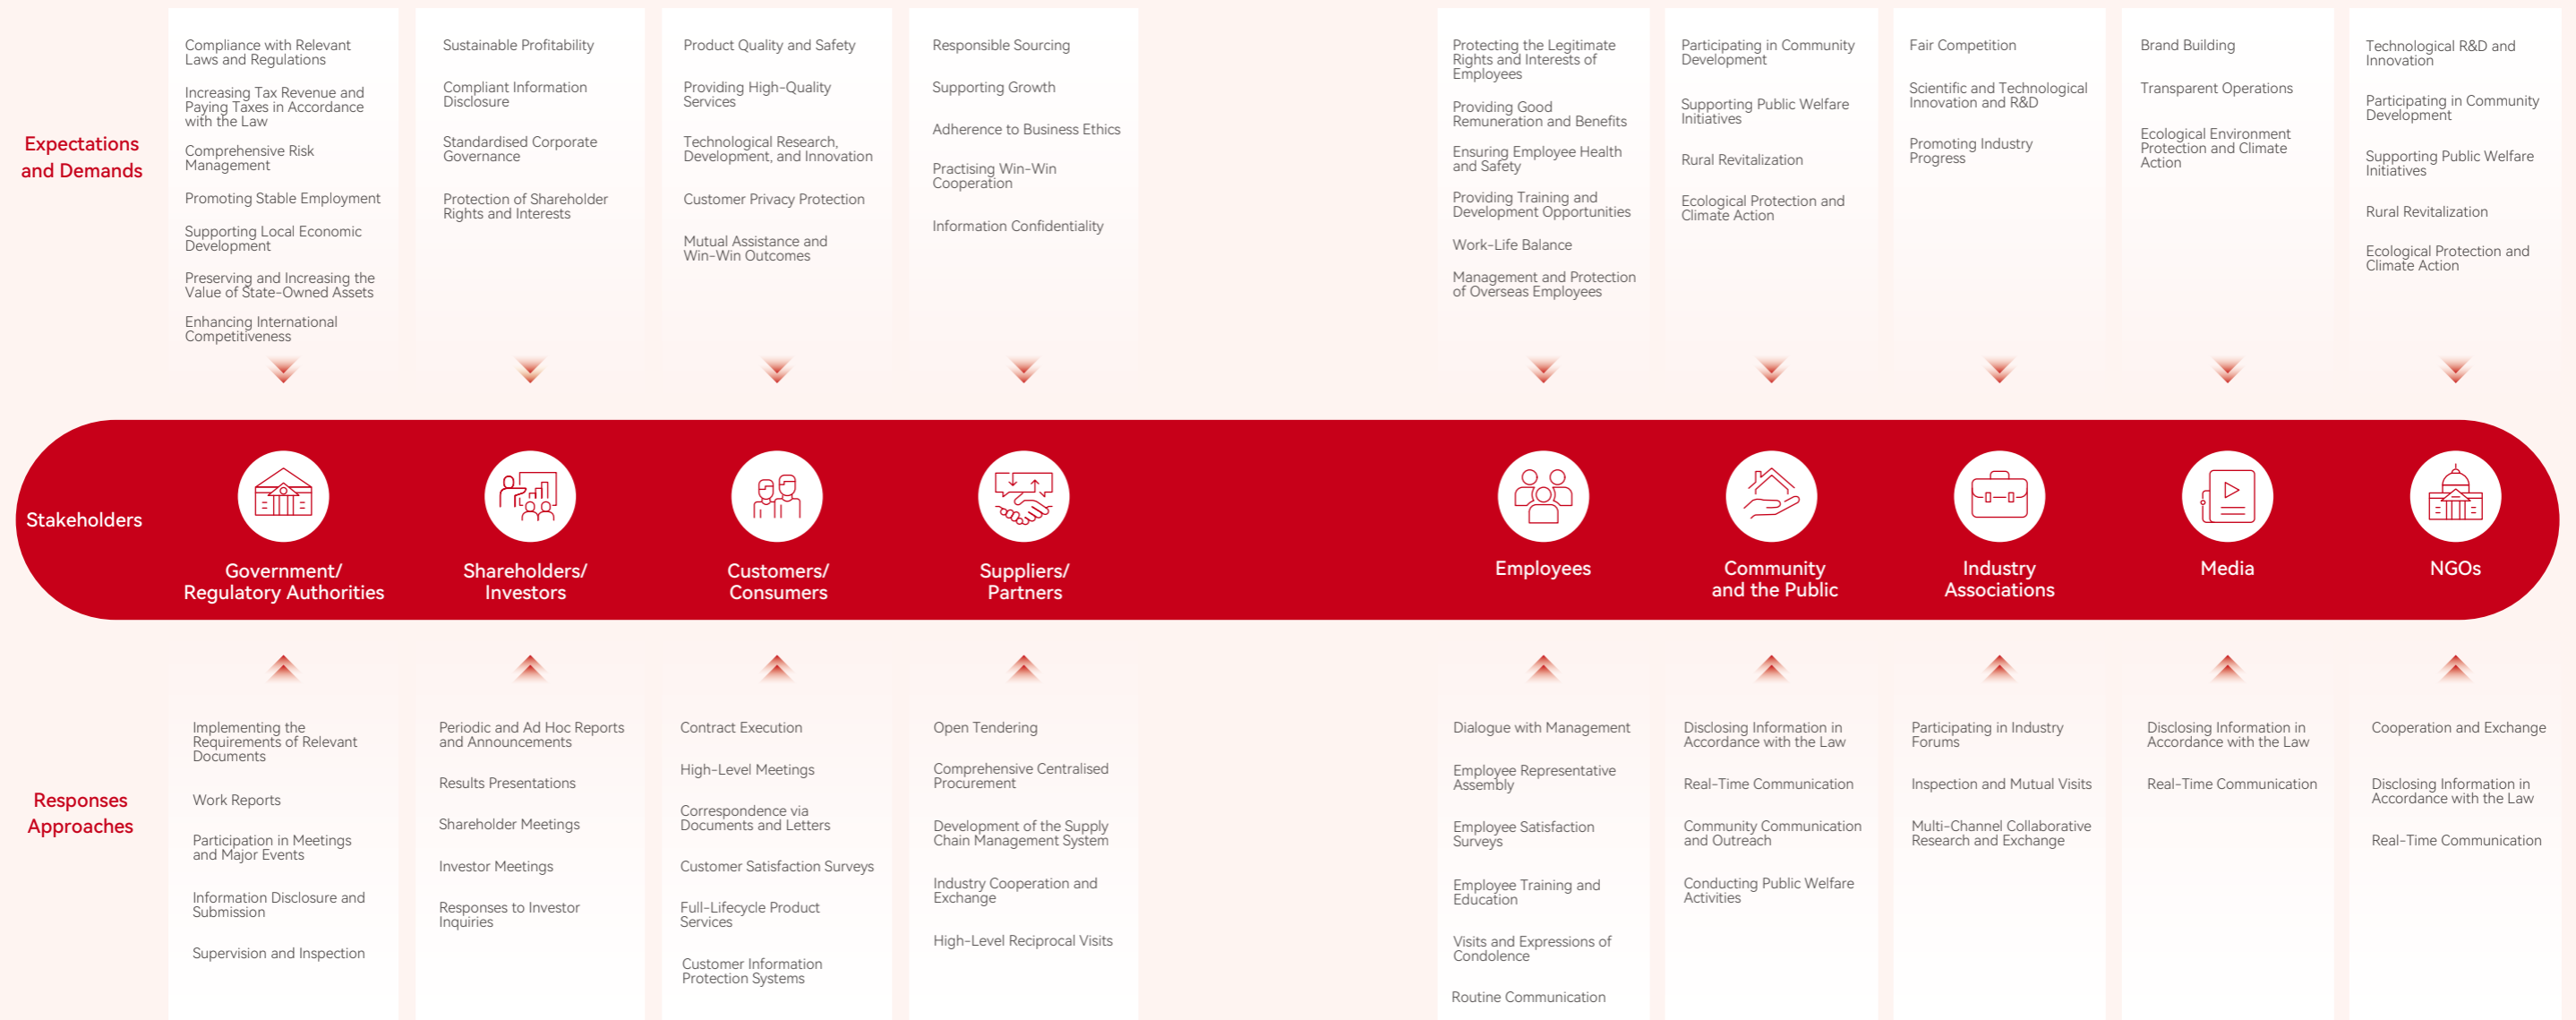 Expectations
and Demands
Compliance with Relevant
Laws and Regulations
Increasing Tax Revenue and
Paying Taxes in Accordance
with the Law
Comprehensive Risk
Management
Promoting Stable Employment
Supporting Local Economic
Development
Preserving and Increasing the
Value of State-Owned Assets
Enhancing International
Competitiveness
Sustainable Profitability
Compliant Information
Disclosure
Standardised Corporate
Governance
Protection of Shareholder
Rights and Interests
Product Quality and Safety
Providing High-Quality
Services
Technological Research,
Development, and Innovation
Customer Privacy Protection
Mutual Assistance and
Win-Win Outcomes
Responsible Sourcing
Supporting Growth
Adherence to Business Ethics
Practising Win-Win
Cooperation
Information Confidentiality
Protecting the Legitimate
Rights and Interests of
Employees
Providing Good
Remuneration and Benefits
Ensuring Employee Health
and Safety
Providing Training and
Development Opportunities
Work-Life Balance
Management and Protection
of Overseas Employees
Participating in Community
Development
Supporting Public Welfare
Initiatives
Rural Revitalization
Ecological Protection and
Climate Action
Fair Competition
Scientific and Technological
Innovation and R&D
Promoting Industry
Progress
Brand Building
Transparent Operations
Ecological Environment
Protection and Climate
Action
Technological R&D and
Innovation
Participating in Community
Development
Supporting Public Welfare
Initiatives
Rural Revitalization
Ecological Protection and
Climate Action
Stakeholders
Government/
Regulatory Authorities
Shareholders/
Investors
Customers/
Consumers
Suppliers/
Partners
Employees
Community
and the Public
Industry
Associations
Media
NGOs
Responses
Approaches
Implementing the
Requirements of Relevant
Documents
Work Reports
Participation in Meetings
and Major Events
Information Disclosure and
Submission
Supervision and Inspection
Periodic and Ad Hoc Reports
and Announcements
Results Presentations
Shareholder Meetings
Investor Meetings
Responses to Investor
Inquiries
Contract Execution
High-Level Meetings
Correspondence via
Documents and Letters
Customer Satisfaction Surveys
Full-Lifecycle Product
Services
Customer Information
Protection Systems
Open Tendering
Comprehensive Centralised
Procurement
Development of the Supply
Chain Management System
Industry Cooperation and
Exchange
High-Level Reciprocal Visits
Dialogue with Management
Employee Representative
Assembly
Employee Satisfaction
Surveys
Employee Training and
Education
Visits and Expressions of
Condolence
Routine Communication
Disclosing Information in
Accordance with the Law
Real-Time Communication
Community Communication
and Outreach
Conducting Public Welfare
Activities
Participating in Industry
Forums
Inspection and Mutual Visits
Multi-Channel Collaborative
Research and Exchange
Disclosing Information in
Accordance with the Law
Real-Time Communication
Cooperation and Exchange
Disclosing Information in
Accordance with the Law
Real-Time Communication